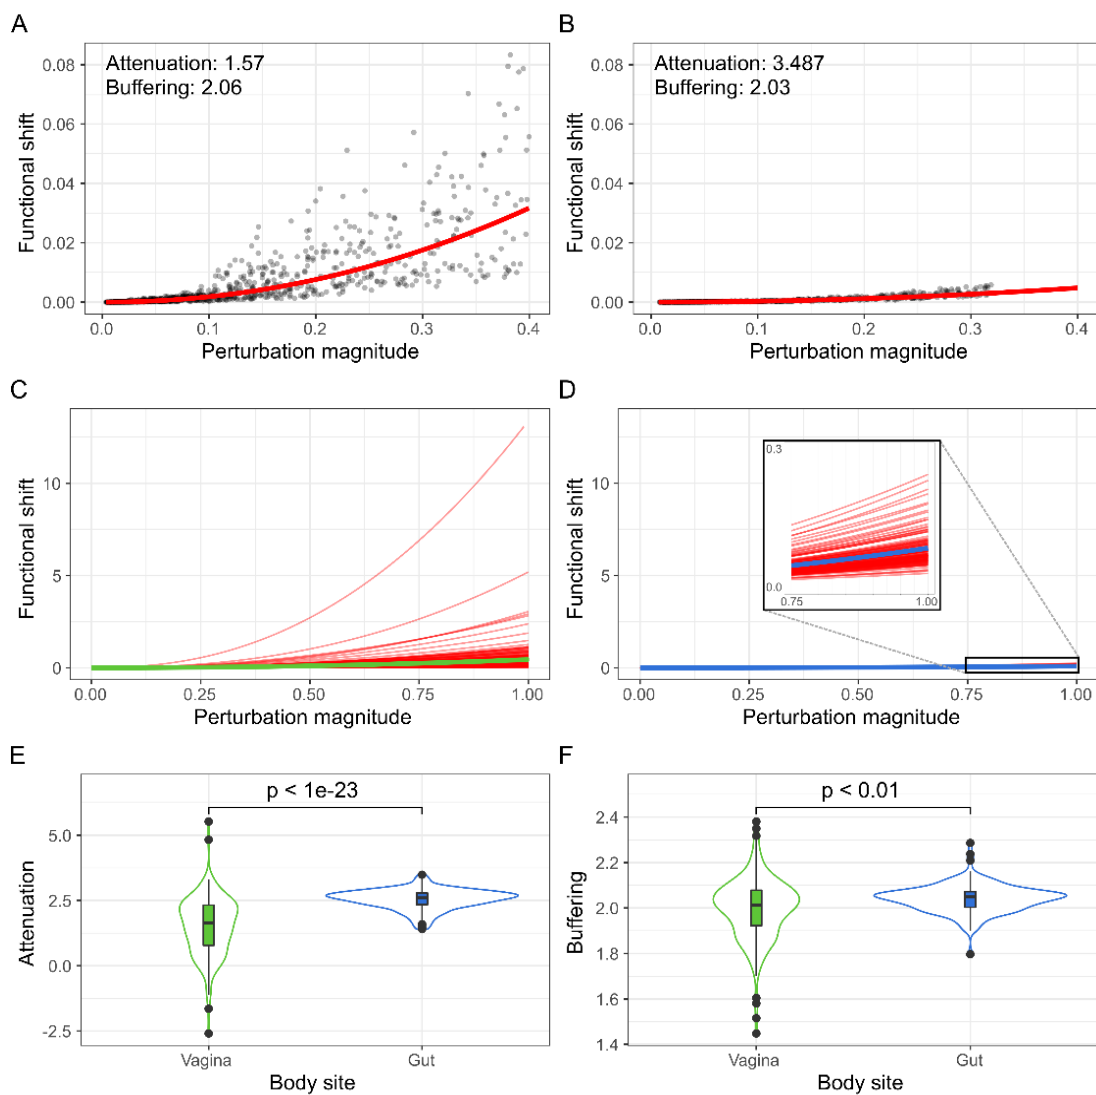 A
Attenuation: 1.57
Buffering: 2.06
0.08
0.06
0.04
0.02
0.00
Functional shift
0.0
0.1
0.2
0.3
0.4
Perturbation magnitude
B
Attenuation: 3.487
Buffering: 2.03
0.08
0.06
0.04
0.02
0.00
Functional shift
0.0
0.1
0.2
0.3
0.4
Perturbation magnitude
C
10
5
0
Functional shift
0.00
0.25
0.50
0.75
1.00
Perturbation magnitude
D
10
5
0
Functional shift
0.3
0.0
0.75
1.00
0.00
0.25
0.50
0.75
1.00
Perturbation magnitude
E
p < 1e-23
5.0
2.5
0.0
-2.5
Attenuation
Vagina
Gut
Body site
F
p < 0.01
2.4
2.2
2.0
1.8
1.6
1.4
Buffering
Vagina
Gut
Body site